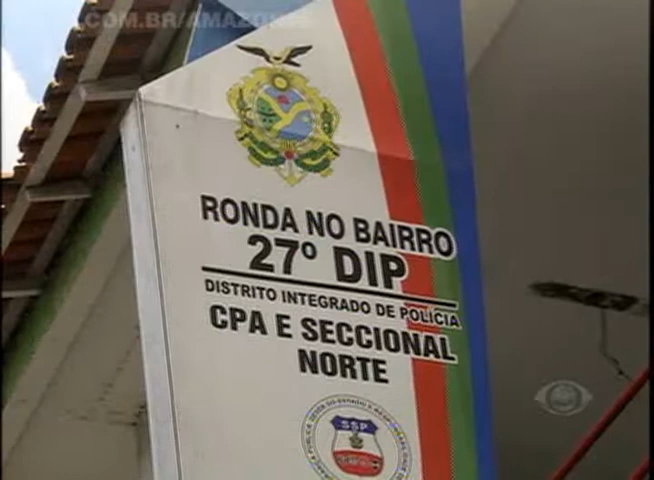 .COM.BR/AMAZONAS
RONDA NO BAIRRO
27º DIP
DISTRITO INTEGRADO DE POLÍCIA
CPA E SECCIONAL
NORTE
SSP